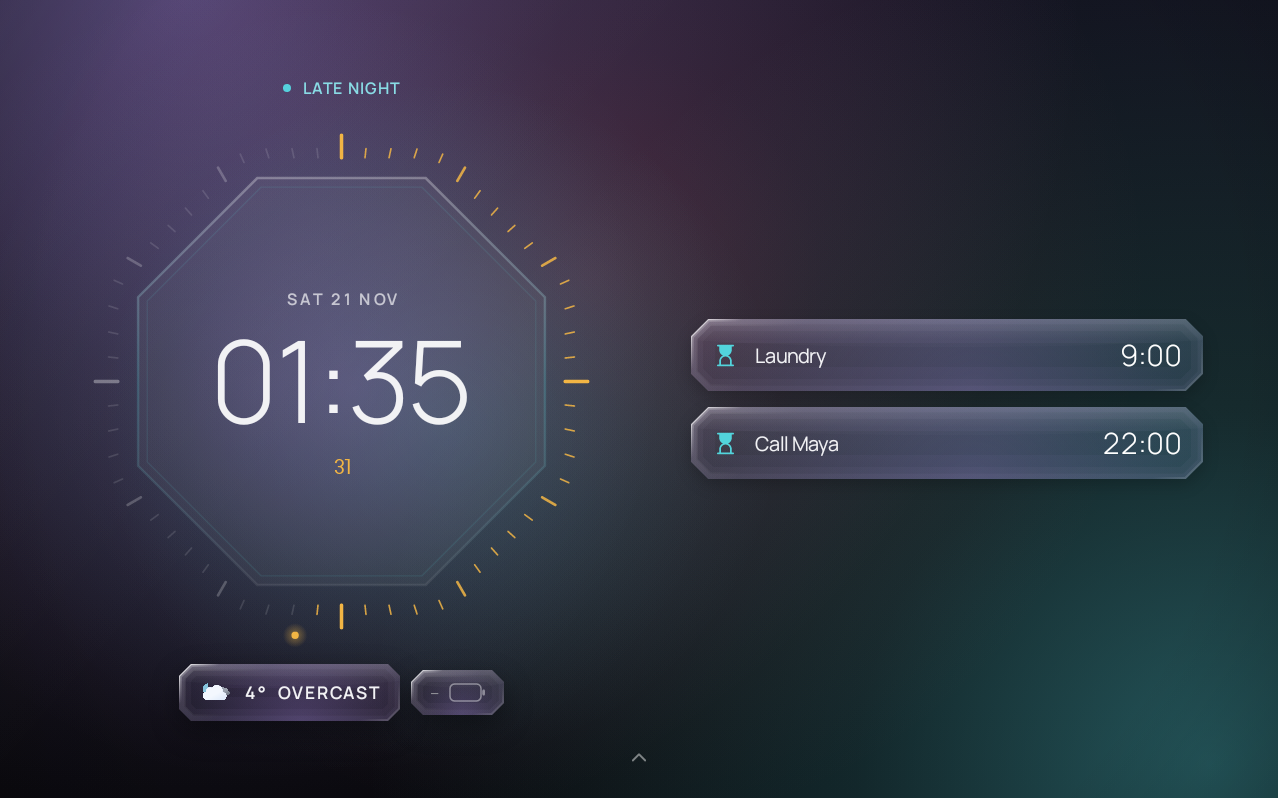 LATE NIGHT
SAT 21 NOV
01:35
31
4° OVERCAST
–
Laundry 9:00
Call Maya 22:00